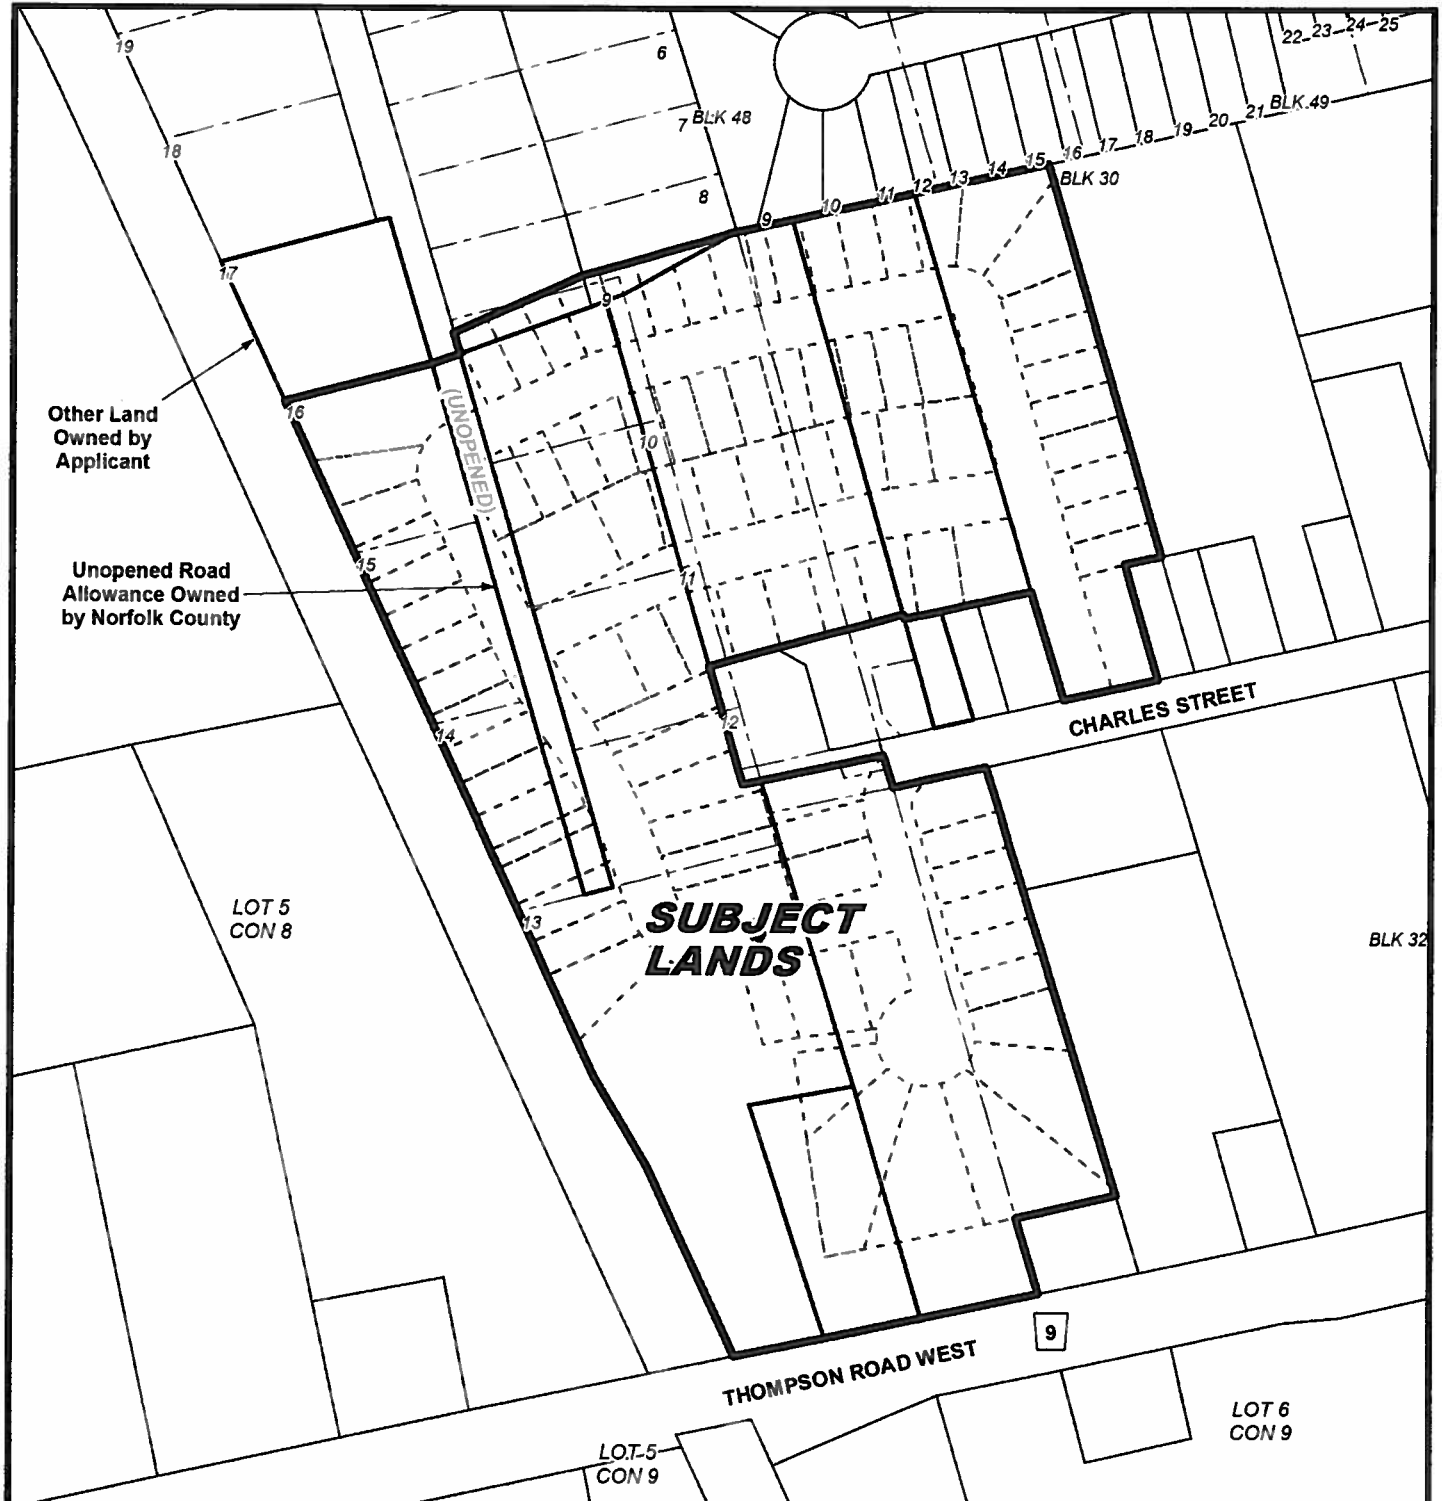 19
6
22 23 24 25
BLK 49
7 BLK 48
21
20
19
18
17
16
15
14
13
12
11
10
9
18
BLK 30
8
17
9
16
Other Land
Owned by
Applicant
(UNOPENED)
10
15
Unopened Road
Allowance Owned
by Norfolk County
11
14
12
CHARLES STREET
13
LOT 5
CON 8
SUBJECT
LANDS
BLK 32
9
THOMPSON ROAD WEST
LOT 5
CON 9
LOT 6
CON 9